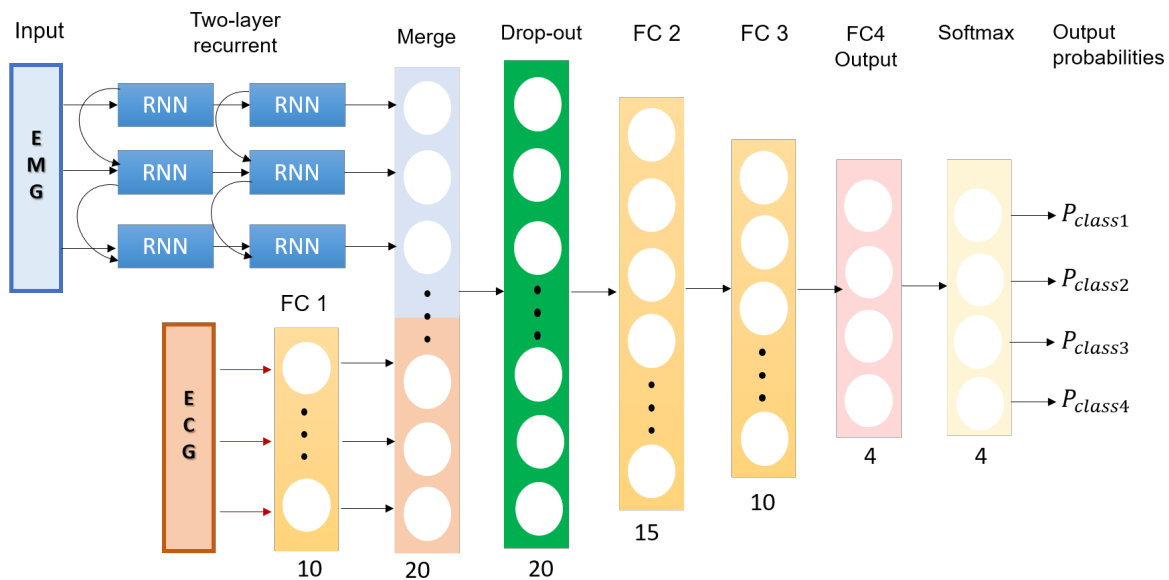 Input
Two-layer
recurrent
Merge
Drop-out
FC 2
FC 3
FC4
Output
Softmax
Output
probabilities
E
M
G
RNN
RNN
RNN
RNN
RNN
RNN
FC 1
E
C
G
P_class1
P_class2
P_class3
P_class4
10
20
20
15
10
4
4